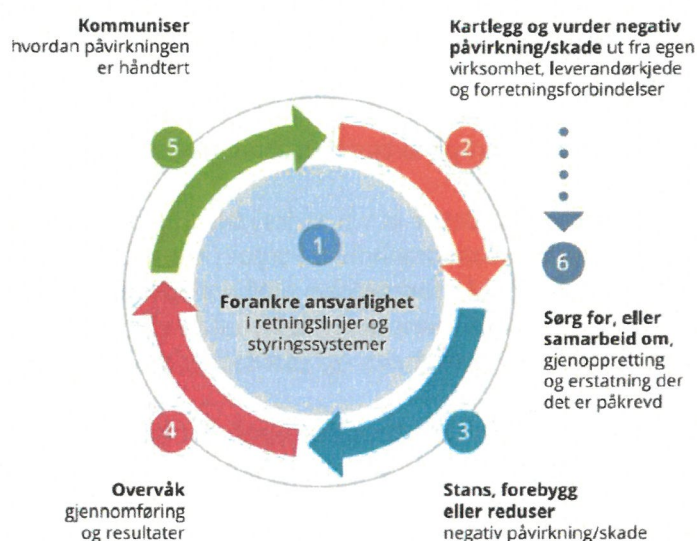 Kommuniser
hvordan påvirkningen
er håndtert
Kartlegg og vurder negativ
påvirkning/skade ut fra egen
virksomhet, leverandørkjede
og forretningsforbindelser
5
2
1
Forankre ansvarlighet
i retningslinjer og
styringssystemer
6
Sørg for, eller
samarbeid om,
gjenoppretting
og erstatning der
det er påkrevd
4
3
Overvåk
gjennomføring
og resultater
Stans, forebygg
eller reduser
negativ påvirkning/skade